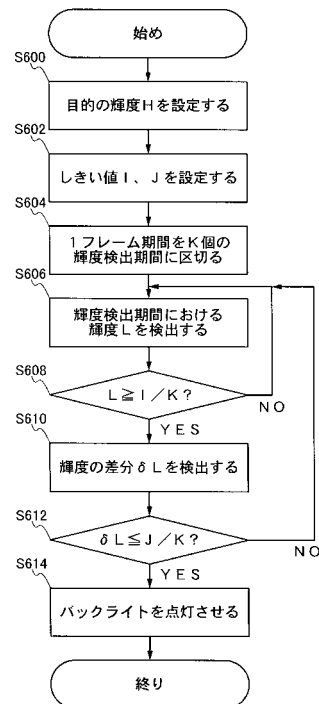 始め
S600
目的の輝度Hを設定する
S602
しきい値I、Jを設定する
S604
1フレーム期間をK個の
輝度検出期間に区切る
S606
輝度検出期間における
輝度Lを検出する
S608
L≧I/K?
NO
YES
S610
輝度の差分δLを検出する
S612
δL≦J/K?
NO
YES
S614
バックライトを点灯させる
終り